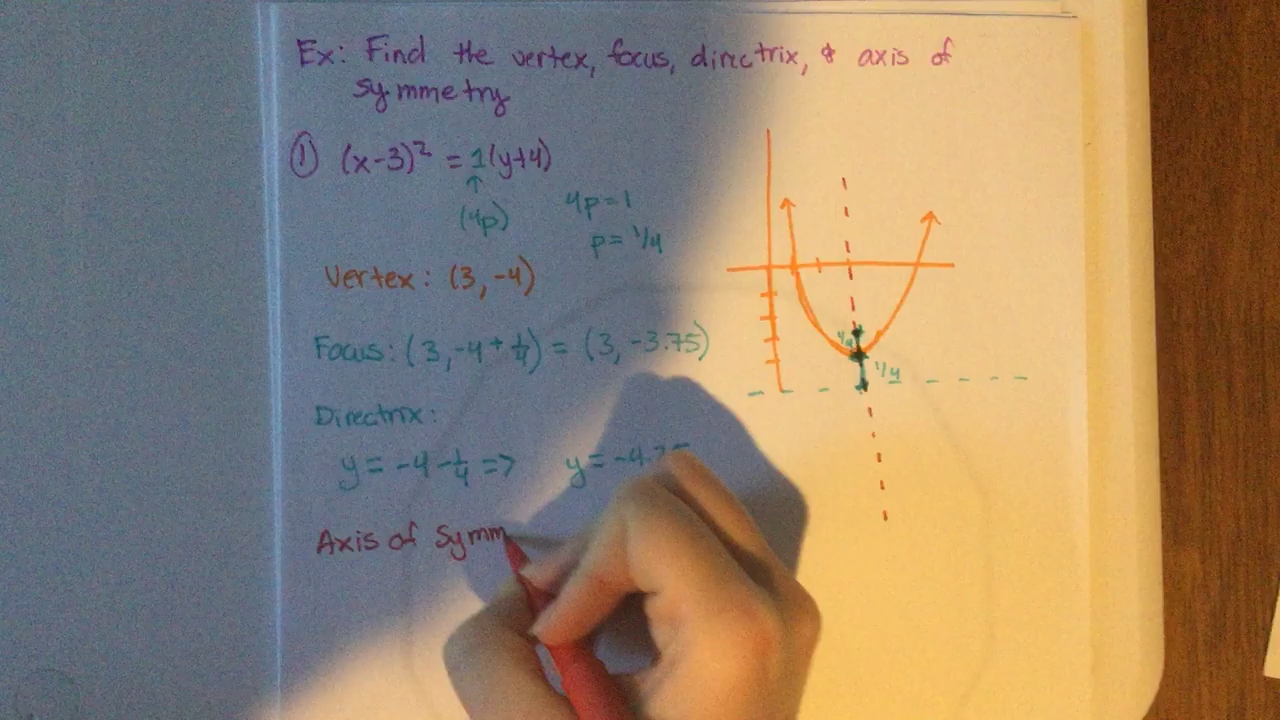 Ex: Find the vertex, focus, directrix, & axis of
symmetry
① (x-3)² = 1(y+4)
↑
(4p)
4p=1
p= 1/4
Vertex: (3, -4)
Focus: (3, -4 + 1/4) = (3, -3.75)
Directrix:
y = -4 - 1/4 => y = -4.25
Axis of Symm
1/4
1/4